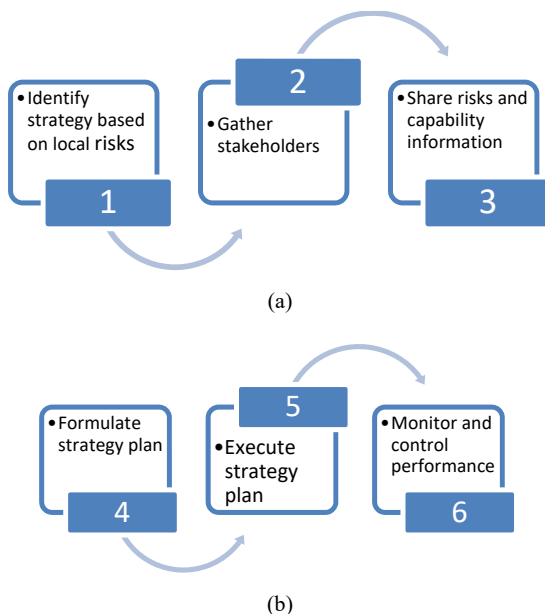 •Identify
strategy based
on local risks
1
2
•Gather
stakeholders
•Share risks and
capability
information
3
(a)
•Formulate
strategy plan
4
5
•Execute
strategy
plan
•Monitor and
control
performance
6
(b)